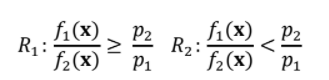 R₁: f₁(𝐱)/f₂(𝐱) ≥ p₂/p₁ R₂: f₁(𝐱)/f₂(𝐱) < p₂/p₁